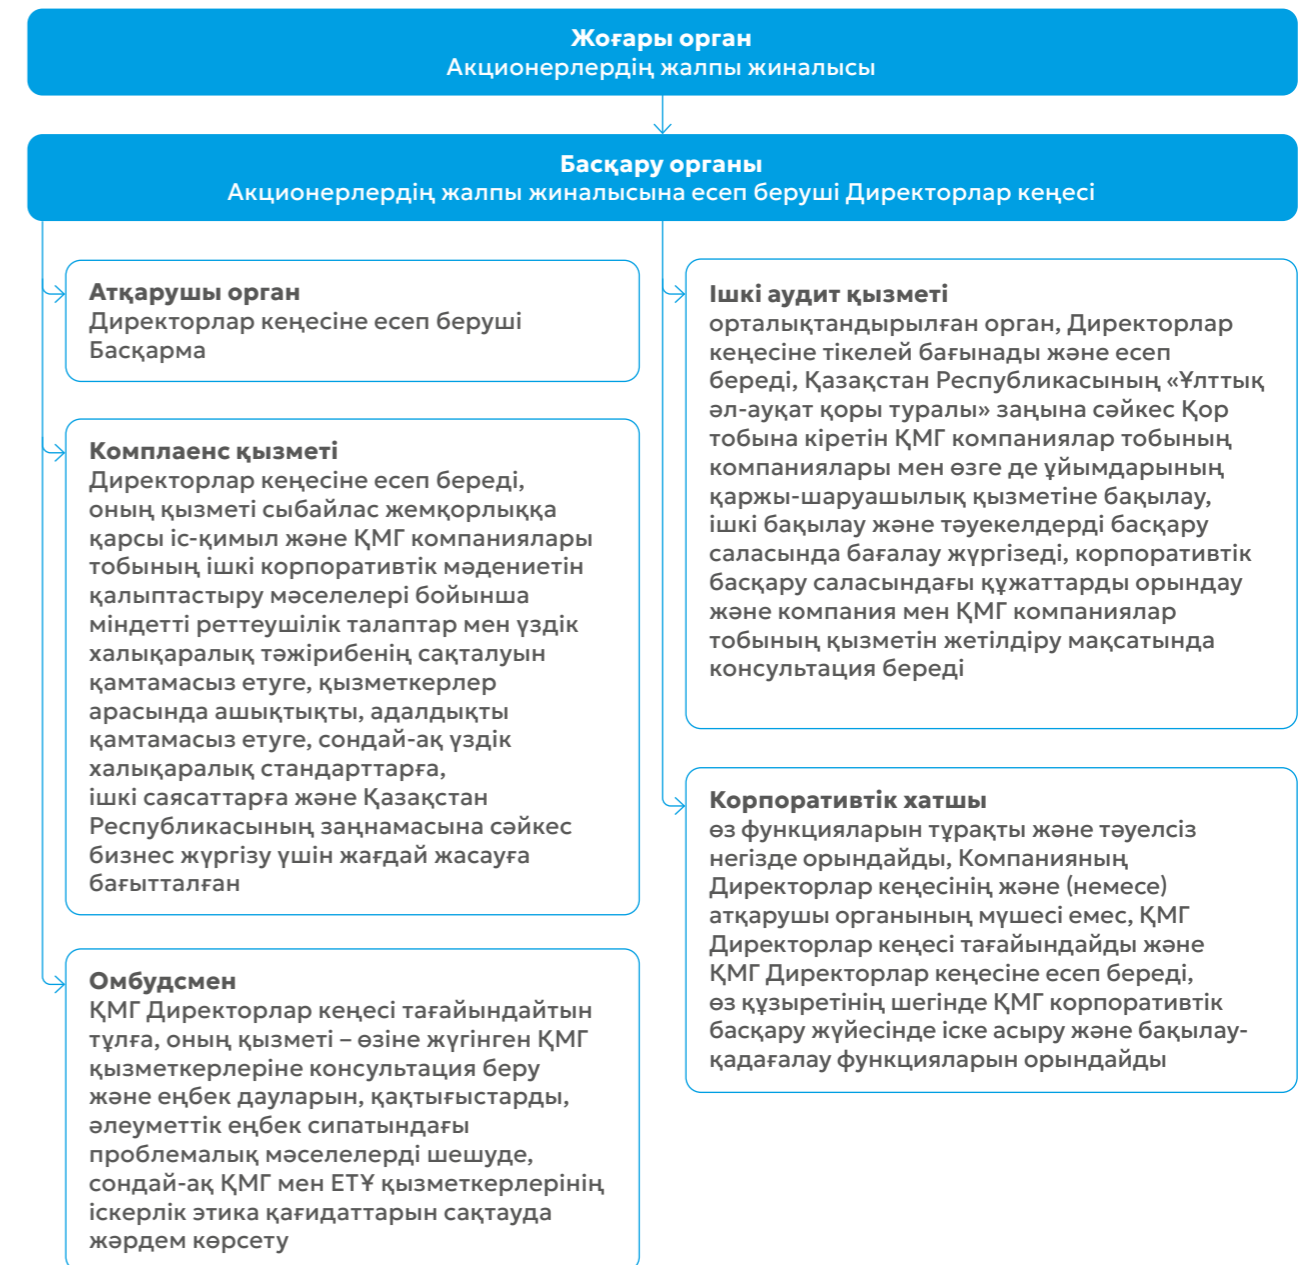 Жоғары орган
Акционерлердің жалпы жиналысы
Басқару органы
Акционерлердің жалпы жиналысына есеп беруші Директорлар кеңесі
Атқарушы орган
Директорлар кеңесіне есеп беруші
Басқарма
Комплаенс қызметі
Директорлар кеңесіне есеп береді,
оның қызметі сыбайлас жемқорлыққа
қарсы іс-қимыл және ҚМГ компаниялары
тобының ішкі корпоративтік мәдениетін
қалыптастыру мәселелері бойынша
міндетті реттеушілік талаптар мен үздік
халықаралық тәжірибенің сақталуын
қамтамасыз етуге, қызметкерлер
арасында ашықтықты, адалдықты
қамтамасыз етуге, сондай-ақ үздік
халықаралық стандарттарға,
ішкі саясаттарға және Қазақстан
Республикасының заңнамасына сәйкес
бизнес жүргізу үшін жағдай жасауға
бағытталған
Омбудсмен
ҚМГ Директорлар кеңесі тағайындайтын
тұлға, оның қызметі – өзіне жүгінген ҚМГ
қызметкерлеріне консультация беру
және еңбек дауларын, қақтығыстарды,
әлеуметтік еңбек сипатындағы
проблемалық мәселелерді шешуде,
сондай-ақ ҚМГ мен ЕТҰ қызметкерлерінің
іскерлік этика қағидаттарын сақтауда
жәрдем көрсету
Ішкі аудит қызметі
орталықтандырылған орган, Директорлар
кеңесіне тікелей бағынады және есеп
береді, Қазақстан Республикасының «Ұлттық
әл-ауқат қоры туралы» заңына сәйкес Қор
тобына кіретін ҚМГ компаниялар тобының
компаниялары мен өзге де ұйымдарының
қаржы-шаруашылық қызметіне бақылау,
ішкі бақылау және тәуекелдерді басқару
саласында бағалау жүргізеді, корпоративтік
басқару саласындағы құжаттарды орындау
және компания мен ҚМГ компаниялар
тобының қызметін жетілдіру мақсатында
консультация береді
Корпоративтік хатшы
өз функцияларын тұрақты және тәуелсіз
негізде орындайды, Компанияның
Директорлар кеңесінің және (немесе)
атқарушы органының мүшесі емес, ҚМГ
Директорлар кеңесі тағайындайды және
ҚМГ Директорлар кеңесіне есеп береді,
өз құзыретінің шегінде ҚМГ корпоративтік
басқару жүйесінде іске асыру және бақылау-
қадағалау функцияларын орындайды